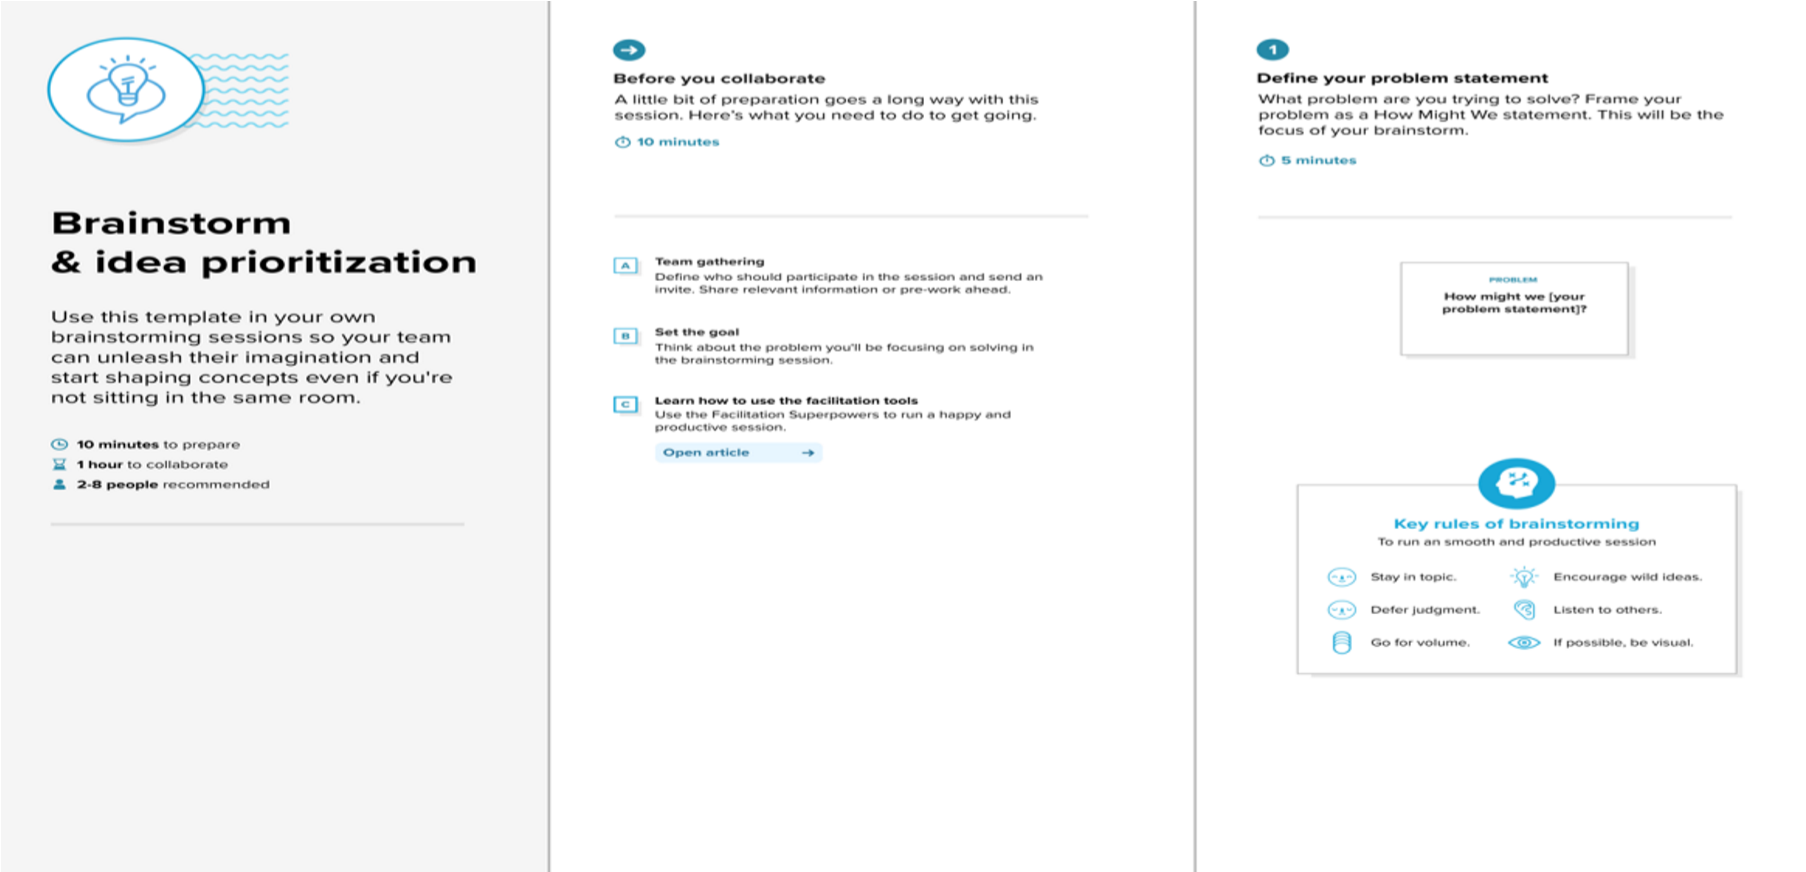 Brainstorm
& idea prioritization
Use this template in your own
brainstorming sessions so your team
can unleash their imagination and
start shaping concepts even if you're
not sitting in the same room.
10 minutes to prepare
1 hour to collaborate
2-8 people recommended
Before you collaborate
A little bit of preparation goes a long way with this
session. Here's what you need to do to get going.
10 minutes
A
Team gathering
Define who should participate in the session and send an
invite. Share relevant information or pre-work ahead.
B
Set the goal
Think about the problem you'll be focusing on solving in
the brainstorming session.
C
Learn how to use the facilitation tools
Use the Facilitation Superpowers to run a happy and
productive session.
Open article
1
Define your problem statement
What problem are you trying to solve? Frame your
problem as a How Might We statement. This will be the
focus of your brainstorm.
5 minutes
PROBLEM
How might we [your
problem statement]?
Key rules of brainstorming
To run an smooth and productive session
Stay in topic.
Encourage wild ideas.
Defer judgment.
Listen to others.
Go for volume.
If possible, be visual.